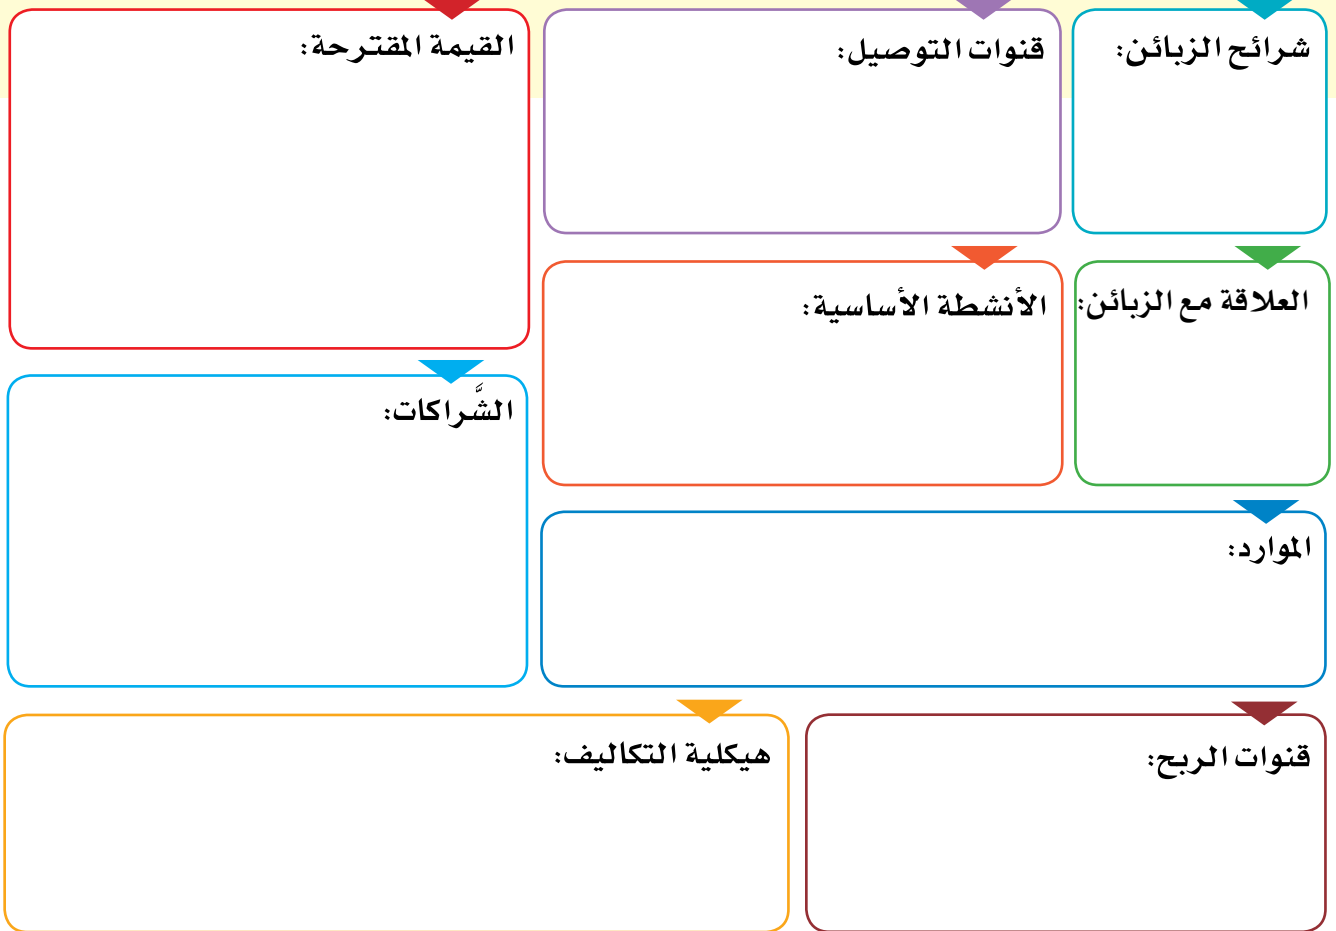 شرائح الزبائن:
قنوات التوصيل:
القيمة المقترحة:
العلاقة مع الزبائن:
الأنشطة الأساسية:
الشَّراكات:
الموارد:
قنوات الربح:
هيكلية التكاليف: